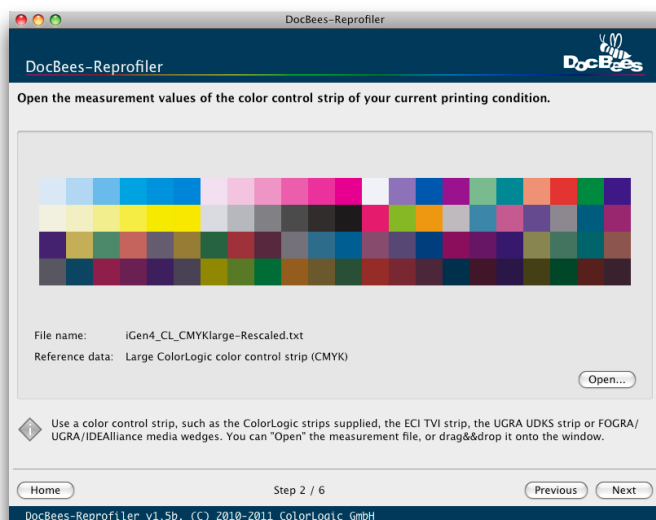 DocBees-Reprofiler
DocBees-Reprofiler
DocBees
Open the measurement values of the color control strip of your current printing condition.
File name: iGen4_CL_CMYKlarge-Rescaled.txt
Reference data: Large ColorLogic color control strip (CMYK)
Open...
Use a color control strip, such as the ColorLogic strips supplied, the ECI TVI strip, the UGRA UDKS strip or FOGRA/
UGRA/IDEAlliance media wedges. You can "Open" the measurement file, or drag&&drop it onto the window.
Home Step 2 / 6 Previous Next
DocBees-Reprofiler v1.5b, (C) 2010-2011 ColorLogic GmbH